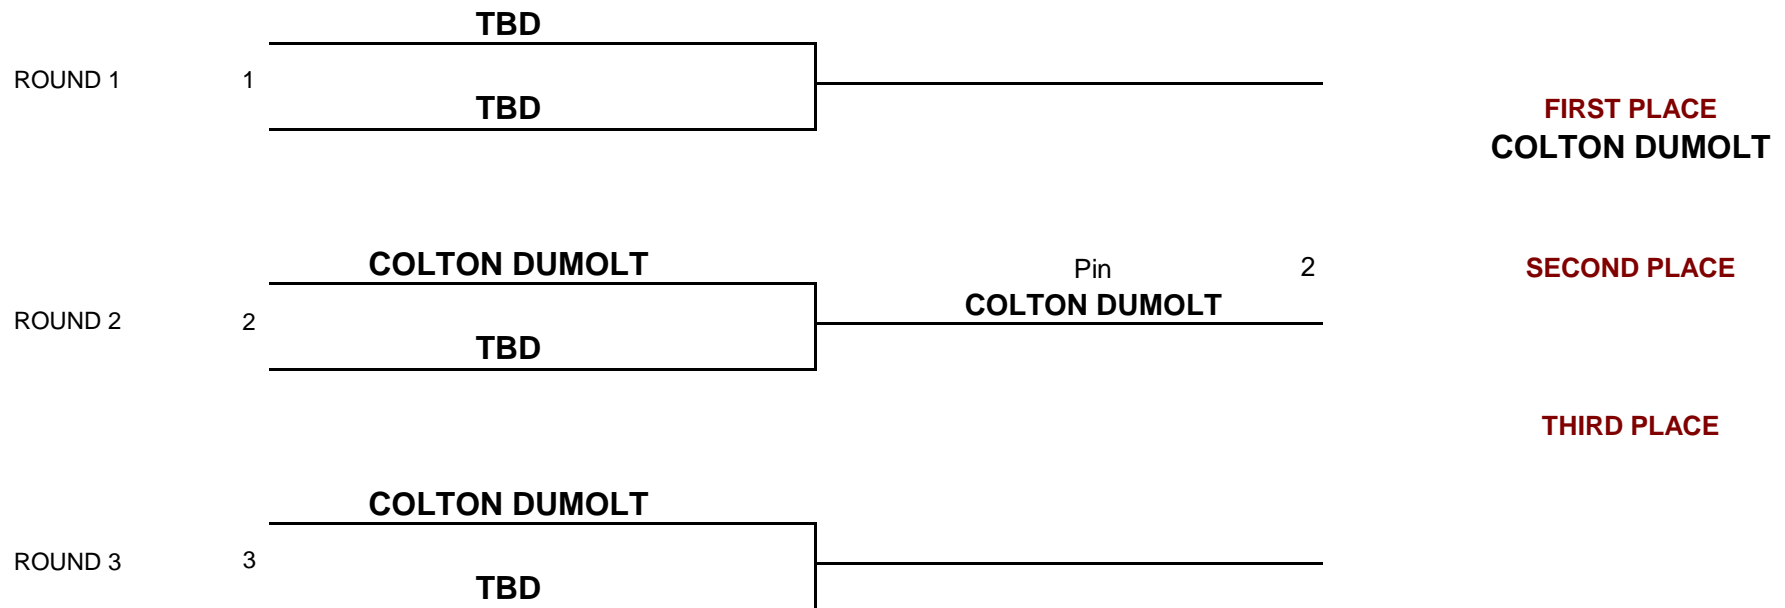 TBD
ROUND 1 1
TBD
FIRST PLACE
COLTON DUMOLT
COLTON DUMOLT
Pin 2
SECOND PLACE
COLTON DUMOLT
ROUND 2 2
TBD
THIRD PLACE
COLTON DUMOLT
ROUND 3 3
TBD